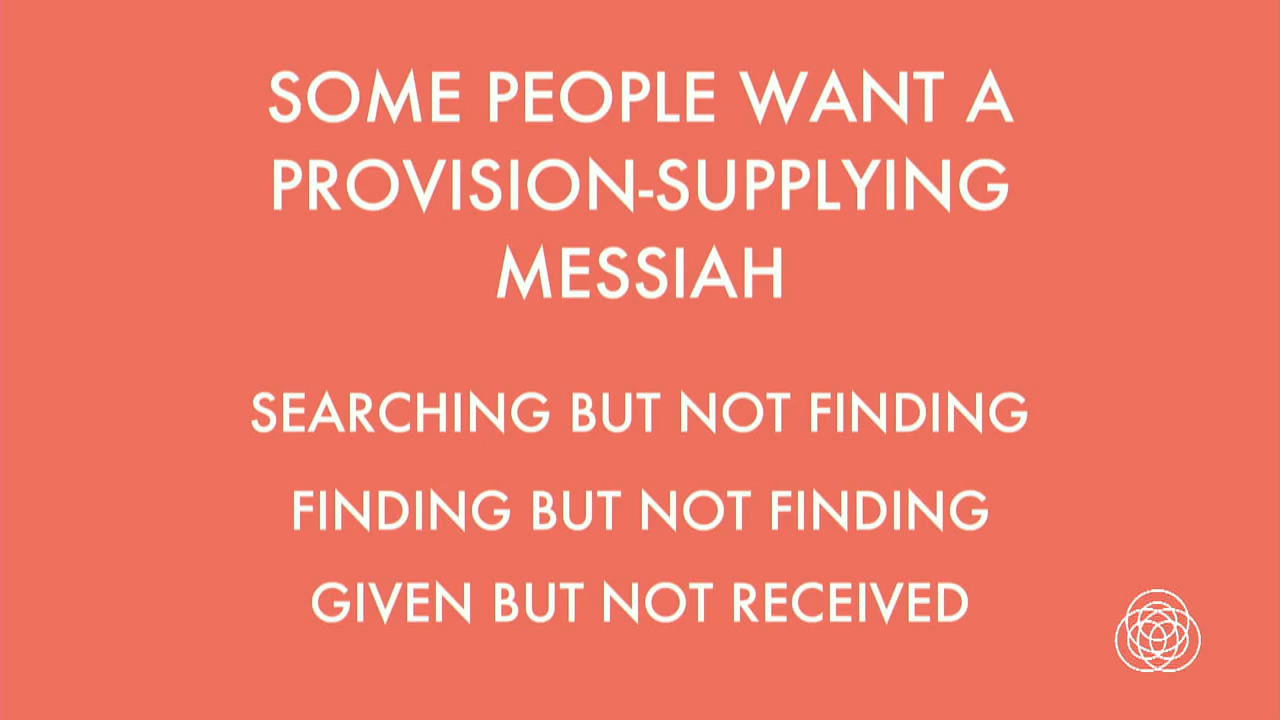 SOME PEOPLE WANT A
PROVISION-SUPPLYING
MESSIAH
SEARCHING BUT NOT FINDING
FINDING BUT NOT FINDING
GIVEN BUT NOT RECEIVED